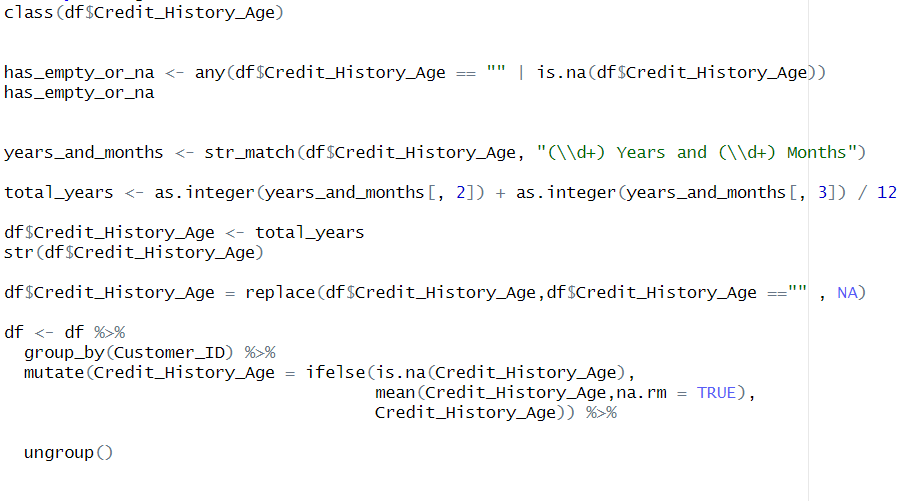 class(df$Credit_History_Age)
has_empty_or_na <- any(df$Credit_History_Age == "" | is.na(df$Credit_History_Age))
has_empty_or_na
years_and_months <- str_match(df$Credit_History_Age, "(\\d+) Years and (\\d+) Months")
total_years <- as.integer(years_and_months[, 2]) + as.integer(years_and_months[, 3]) / 12
df$Credit_History_Age <- total_years
str(df$Credit_History_Age)
df$Credit_History_Age = replace(df$Credit_History_Age,df$Credit_History_Age =="" , NA)
df <- df %>%
  group_by(Customer_ID) %>%
  mutate(Credit_History_Age = ifelse(is.na(Credit_History_Age),
                                     mean(Credit_History_Age,na.rm = TRUE),
                                     Credit_History_Age)) %>%
  ungroup()